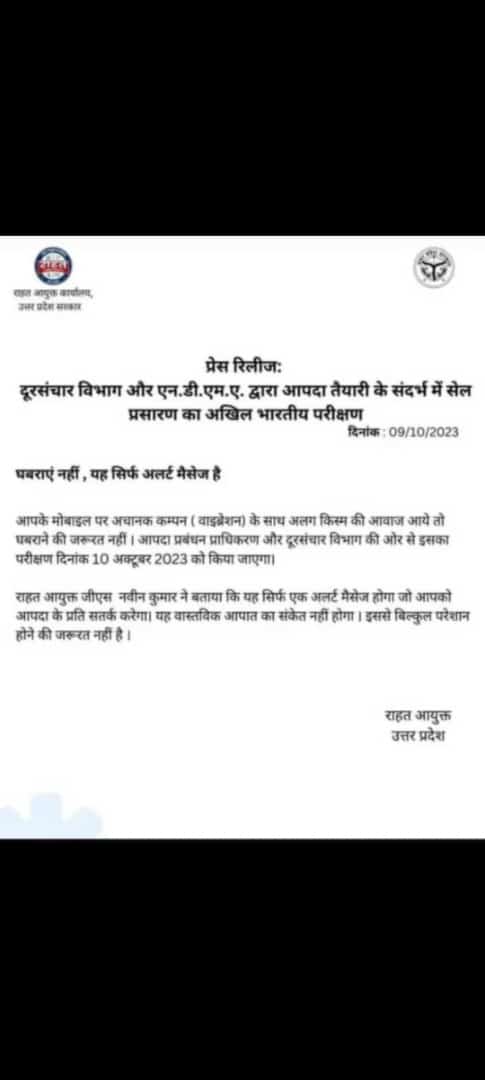 राहत आयुक्त कार्यालय,
उत्तर प्रदेश सरकार
प्रेस रिलीज:
दूरसंचार विभाग और एन.डी.एम.ए. द्वारा आपदा तैयारी के संदर्भ में सेल
प्रसारण का अखिल भारतीय परीक्षण
दिनांक : 09/10/2023
घबराएं नहीं , यह सिर्फ अलर्ट मैसेज है
आपके मोबाइल पर अचानक कम्पन ( वाइब्रेशन) के साथ अलग किस्म की आवाज आये तो
घबराने की जरूरत नहीं । आपदा प्रबंधन प्राधिकरण और दूरसंचार विभाग की ओर से इसका
परीक्षण दिनांक 10 अक्टूबर 2023 को किया जाएगा।
राहत आयुक्त जीएस नवीन कुमार ने बताया कि यह सिर्फ एक अलर्ट मैसेज होगा जो आपको
आपदा के प्रति सतर्क करेगा। यह वास्तविक आपात का संकेत नहीं होगा । इससे बिल्कुल परेशान
होने की जरूरत नहीं है ।
राहत आयुक्त
उत्तर प्रदेश